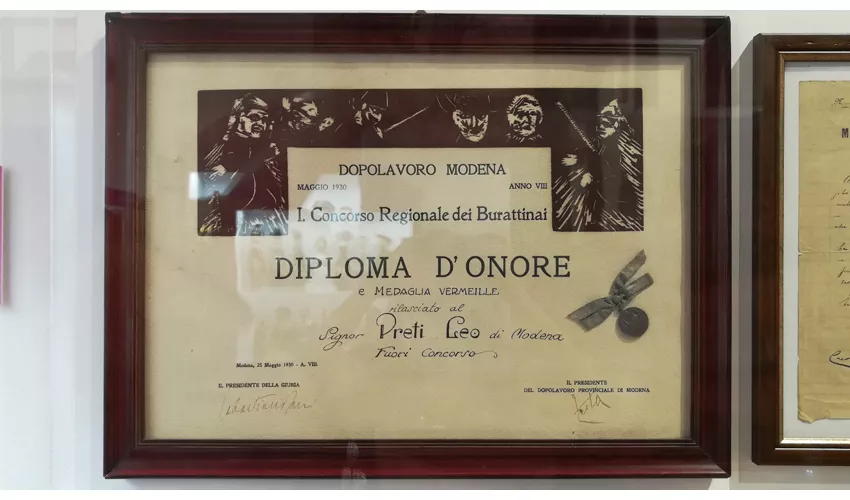 DOPOLAVORO MODENA
MAGGIO 1930 ANNO VIII
I. Concorso Regionale dei Burattinai
DIPLOMA D'ONORE
e MEDAGLIA VERMEILLE
rilasciato al
Signor Preti Leo di Modena
Fuori Concorso
Modena, 25 Maggio 1930 - A. VIII
IL PRESIDENTE DELLA GIURIA
IL PRESIDENTE
DEL DOPOLAVORO PROVINCIALE DI MODENA